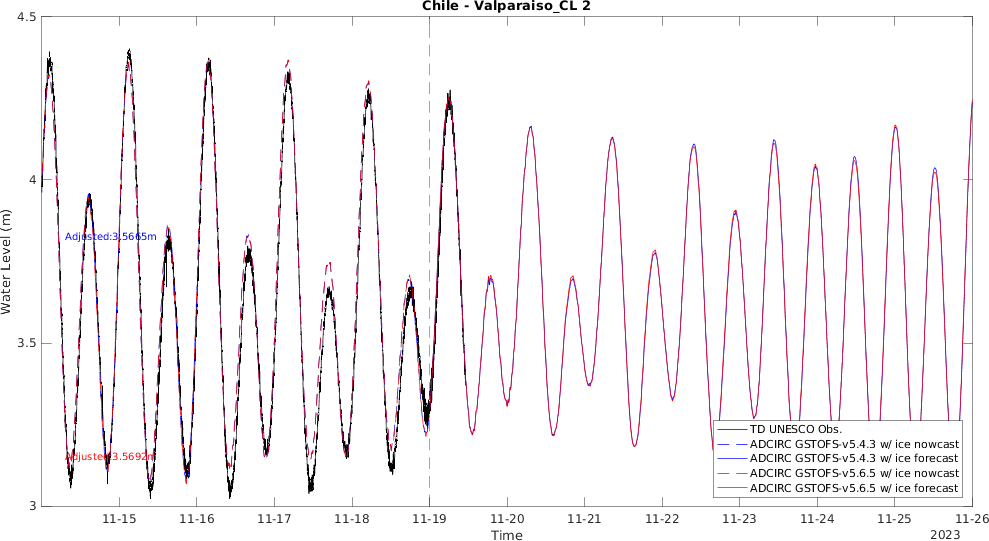 Chile - Valparaiso_CL 2
4.5
4
3.5
3
Water Level (m)
Adjusted:3.5665m
Adjusted:3.5692m
TD UNESCO Obs.
ADCIRC GSTOFS-v5.4.3 w/ ice nowcast
ADCIRC GSTOFS-v5.4.3 w/ ice forecast
ADCIRC GSTOFS-v5.6.5 w/ ice nowcast
ADCIRC GSTOFS-v5.6.5 w/ ice forecast
11-15 11-16 11-17 11-18 11-19 11-20 11-21 11-22 11-23 11-24 11-25 11-26
Time
2023